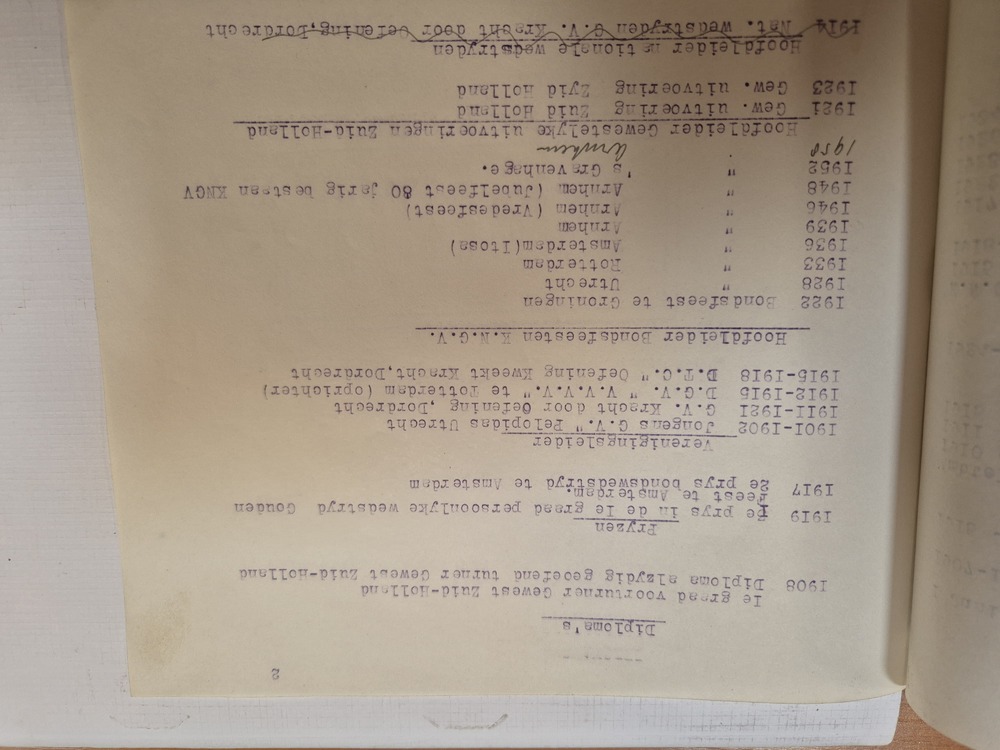 2
Diploma's
1e graad voorturner Gewest Zuid-Holland
1908 Diploma alzydig geoefend turner Gewest Zuid-Holland
Pryzen
1919 1e prys in de 1e graad persoonlyke wedstryd Gouden
Feest te Amsterdam.
1917 2e prys bondswedstryd te Amsterdam
Verenigingsleider
1901-1902 Jongens G.V." Pelopidas Utrecht
1911-1921 G.V. Kracht door Oefening ,Dordrecht
1912-1915 D.G.V. " V.V.V.V." te Totterdam (oprichter)
1915-1918 D.T.C." Oefening Kweekt Kracht,Dordrecht
Hoofdleider Bondsfeesten K.N.G.V.
1922 Bondsfeest te Groningen
1928 " Utrecht
1933 " Rotterdam
1936 " Amsterdam(Itosa)
1939 " Arnhem
1946 " Arnhem (Vredesfeest)
1948 " Arnhem (Jubelfeest 80 jarig bestaan KNGV
1952 " 's Gravenhage.
1958 " Arnhem
Hoofdleider Gewestelyke uitvoeringen Zuid-Holland
1921 Gew. uitvoering Zuid Holland
1923 Gew. uitvoering Zyid Holland
Hoofdleider nationale wedstryden
1914 Nat. wedstryden G.V. Kracht door Oefening,Dordrecht